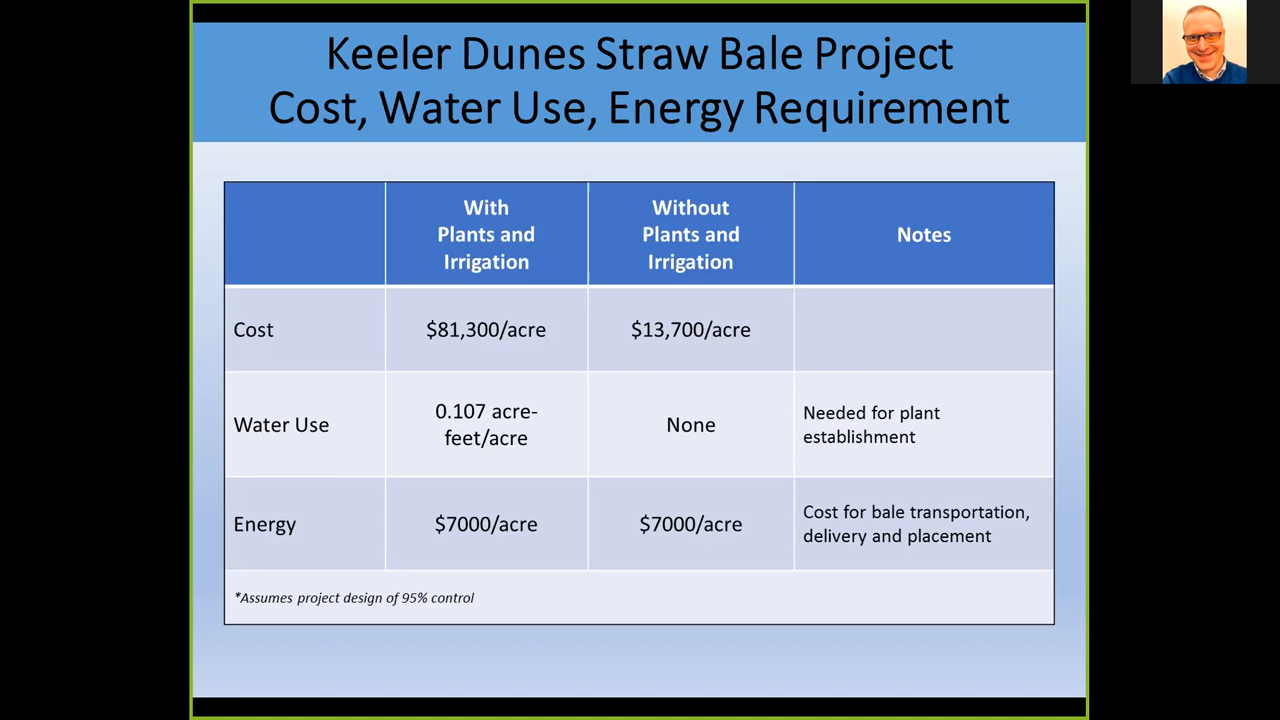 Keeler Dunes Straw Bale Project
Cost, Water Use, Energy Requirement
With
Plants and
Irrigation
Without
Plants and
Irrigation
Notes
Cost
$81,300/acre
$13,700/acre
Water Use
0.107 acre-
feet/acre
None
Needed for plant
establishment
Energy
$7000/acre
$7000/acre
Cost for bale transportation,
delivery and placement
*Assumes project design of 95% control